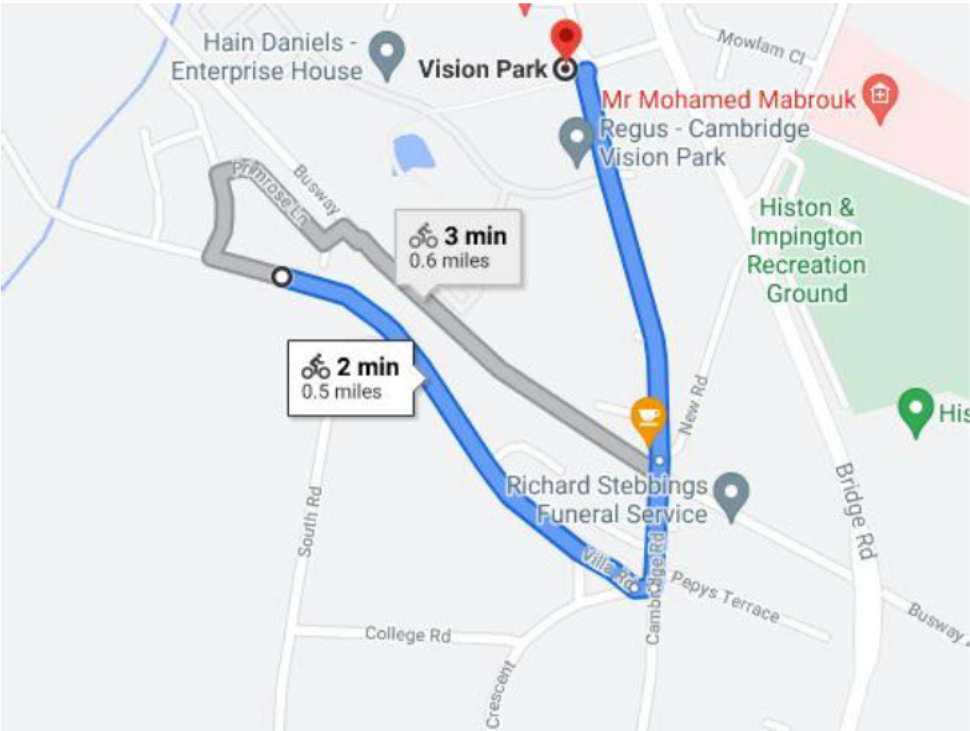 Hain Daniels -
Enterprise House
Vision Park
Mowlam Cl
Mr Mohamed Mabrouk
Regus - Cambridge
Vision Park
Primrose Ln
Busway
Histon &
Impington
Recreation
Ground
3 min
0.6 miles
2 min
0.5 miles
New Rd
His
Richard Stebbings
Funeral Service
Bridge Rd
South Rd
Villa Rd
Cambridge Rd
Pepys Terrace
Busway
College Rd
Crescent